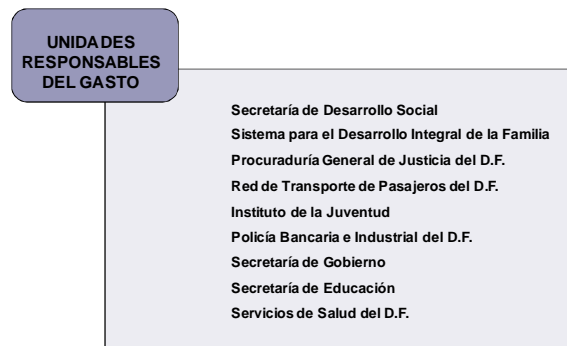 UNIDADES
RESPONSABLES
DEL GASTO
Secretaría de Desarrollo Social
Sistema para el Desarrollo Integral de la Familia
Procuraduría General de Justicia del D.F.
Red de Transporte de Pasajeros del D.F.
Instituto de la Juventud
Policía Bancaria e Industrial del D.F.
Secretaría de Gobierno
Secretaría de Educación
Servicios de Salud del D.F.